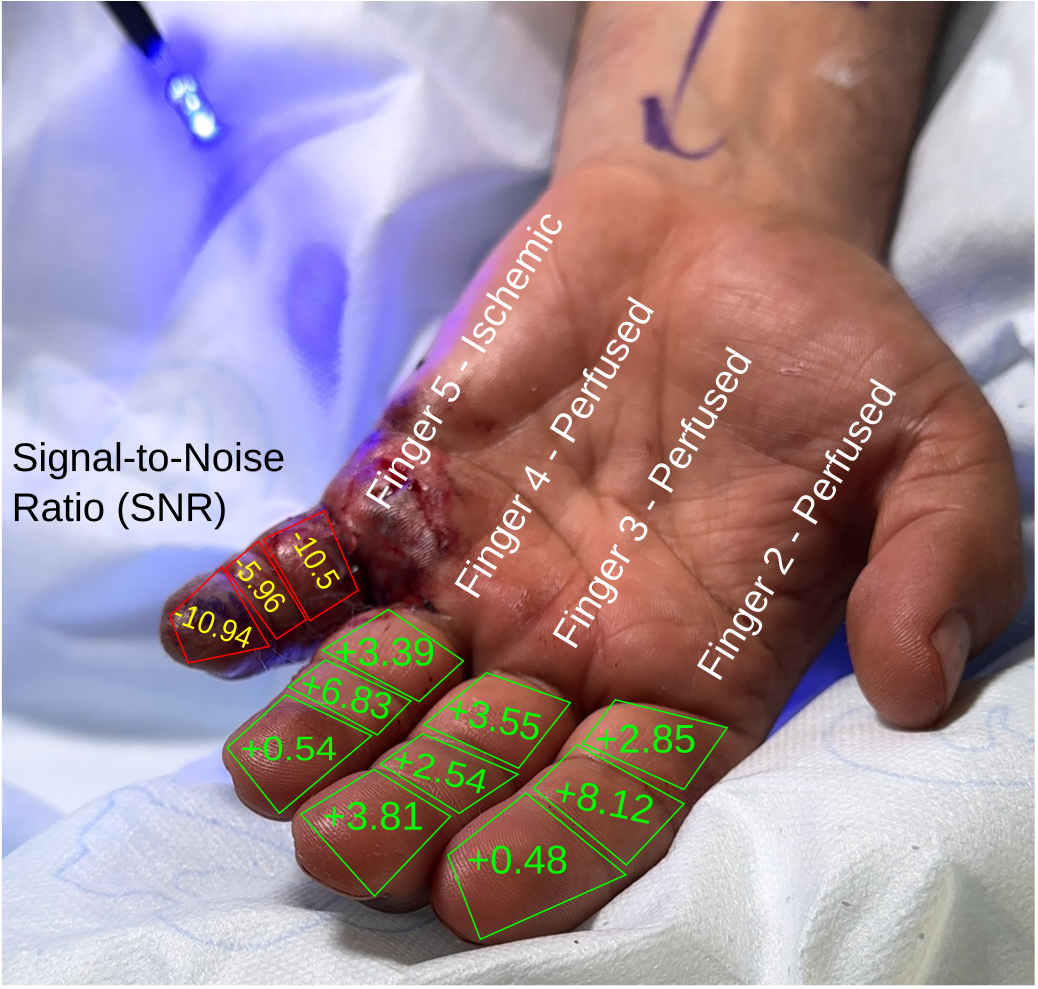 Finger 5 - Ischemic
Finger 4 - Perfused
Finger 3 - Perfused
Finger 2 - Perfused
Signal-to-Noise
Ratio (SNR)
-10.5
-5.96
-10.94
+3.39
+6.83
+0.54
+3.55
+2.54
+3.81
+2.85
+8.12
+0.48